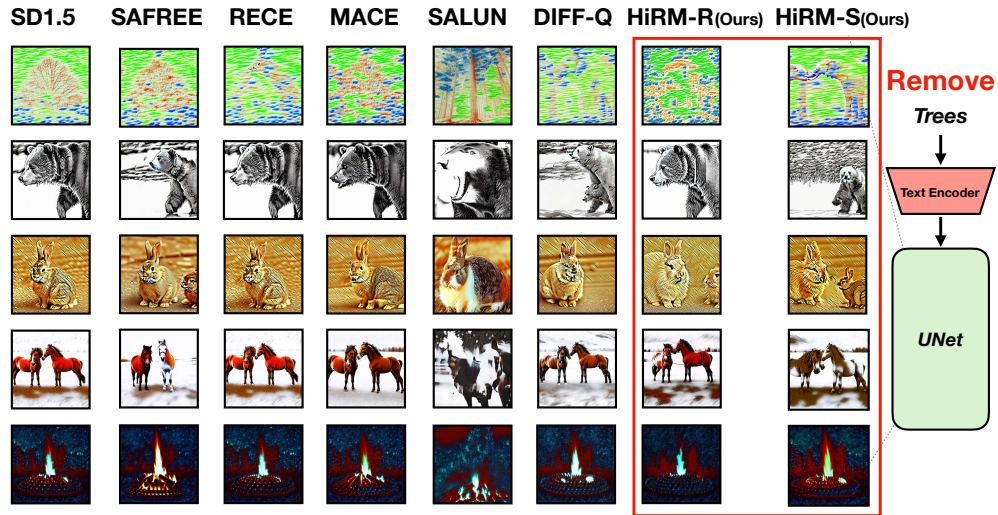 SD1.5 SAFREE RECE MACE SALUN DIFF-Q HiRM-R(Ours) HiRM-S(Ours)
Remove
Trees
Text Encoder
UNet